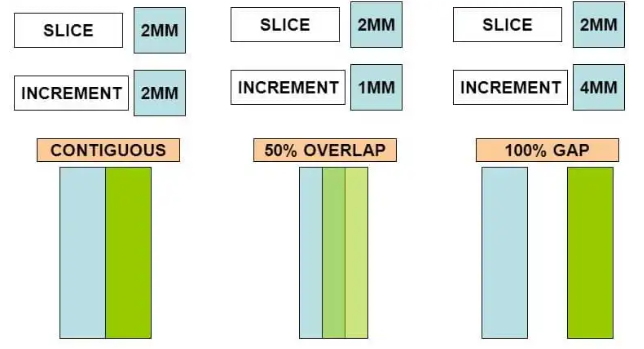 SLICE 2MM SLICE 2MM SLICE 2MM
INCREMENT 2MM INCREMENT 1MM INCREMENT 4MM
CONTIGUOUS 50% OVERLAP 100% GAP